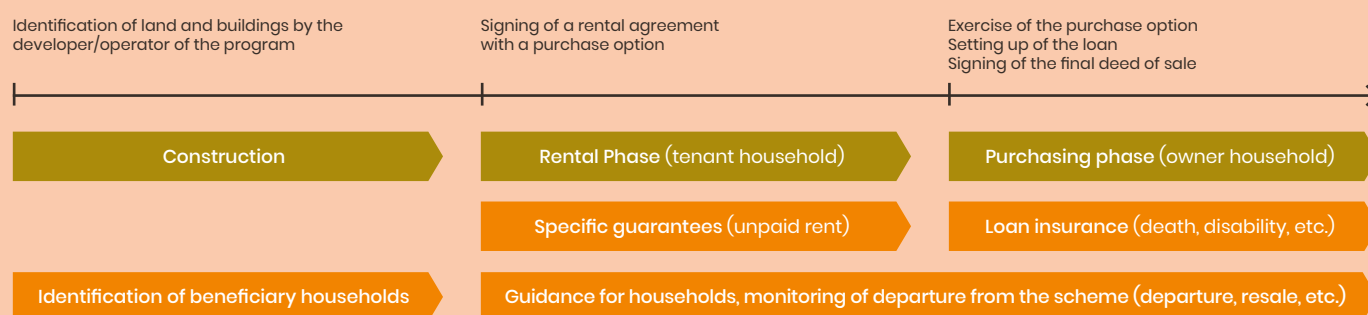 Identification of land and buildings by the
developer/operator of the program
Signing of a rental agreement
with a purchase option
Exercise of the purchase option
Setting up of the loan
Signing of the final deed of sale
Construction
Rental Phase (tenant household)
Purchasing phase (owner household)
Specific guarantees (unpaid rent)
Loan insurance (death, disability, etc.)
Identification of beneficiary households
Guidance for households, monitoring of departure from the scheme (departure, resale, etc.)